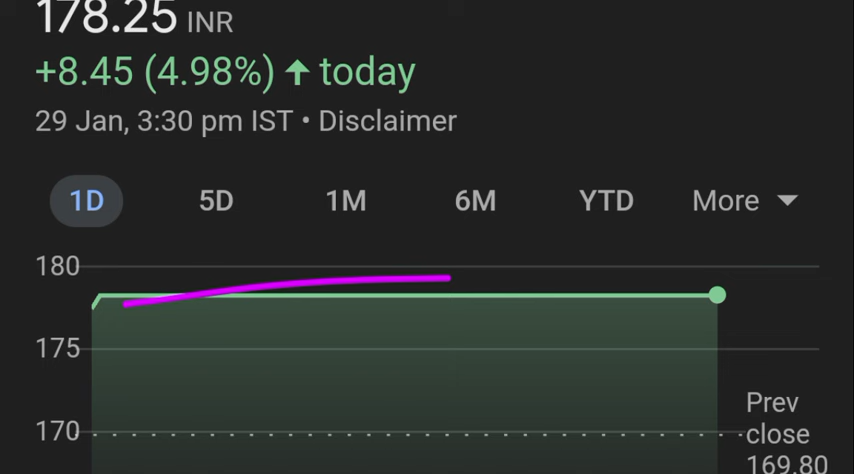 178.25 INR
+8.45 (4.98%) ↑ today
29 Jan, 3:30 pm IST • Disclaimer
1D 5D 1M 6M YTD More
180
175
170
Prev
close
169.80